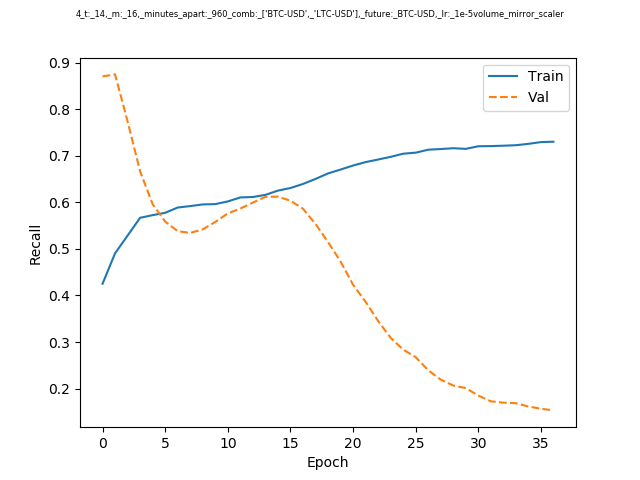 4_t:_14,_m:_16,_minutes_apart:_960_comb:_['BTC-USD',_'LTC-USD'],_future:_BTC-USD,_lr:_1e-5volume_mirror_scaler
0.9
Train
Val
0.8
0.7
0.6
0.5
0.4
0.3
0.2
Recall
0 5 10 15 20 25 30 35
Epoch